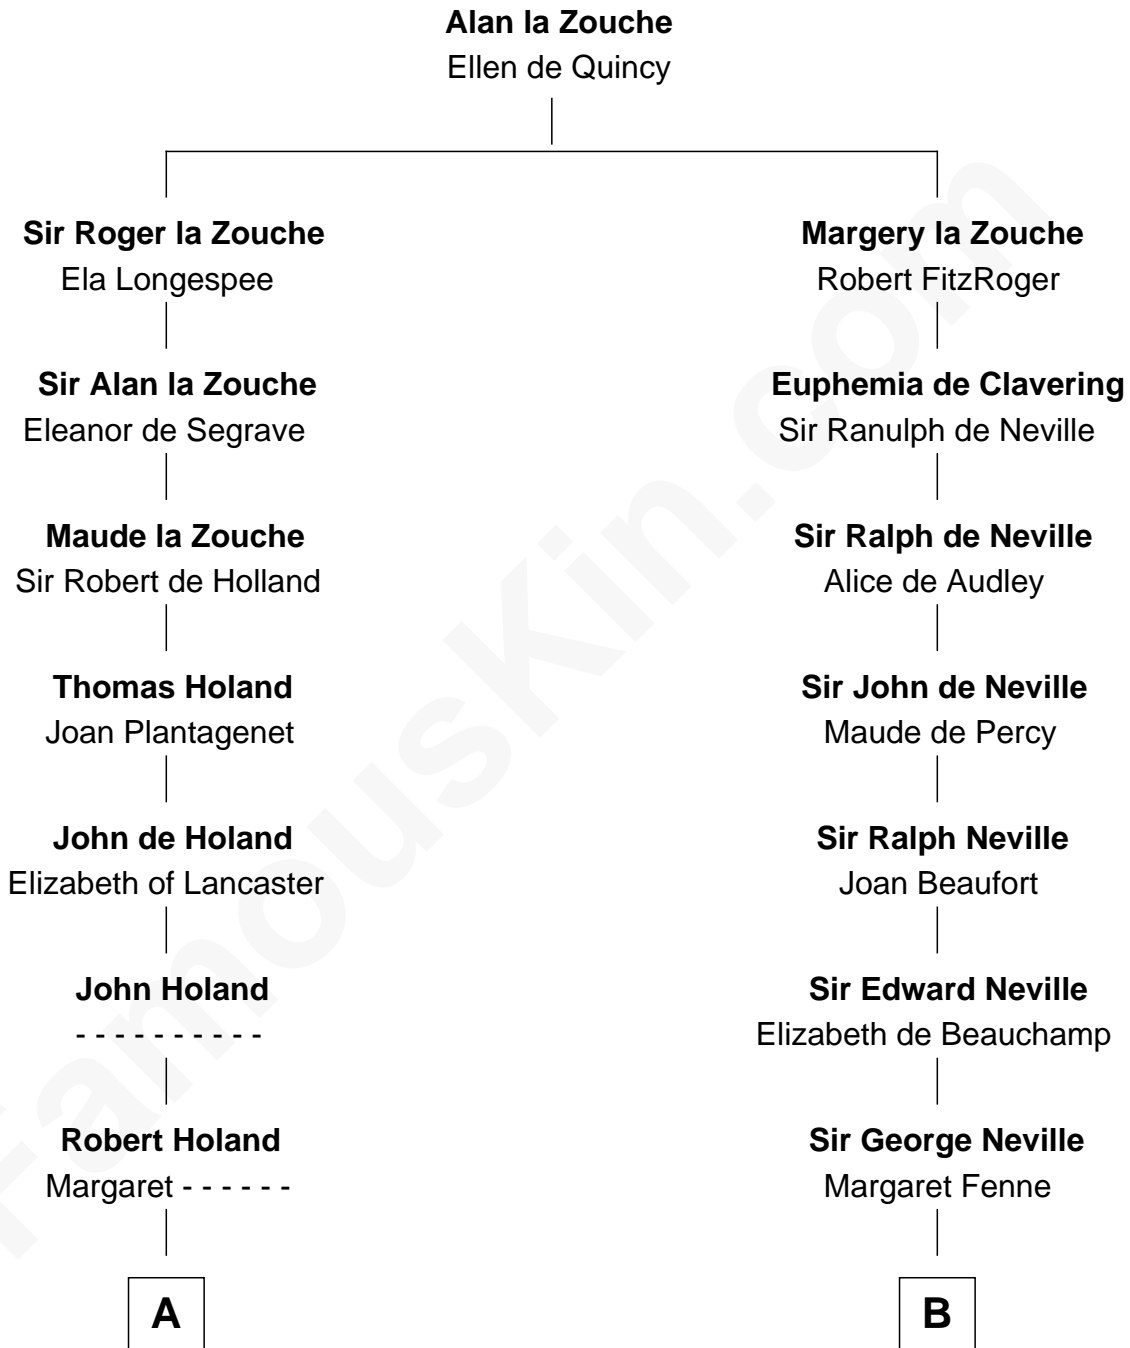 Alan la Zouche
Ellen de Quincy
Sir Roger la Zouche
Ela Longespee
Margery la Zouche
Robert FitzRoger
Sir Alan la Zouche
Eleanor de Segrave
Euphemia de Clavering
Sir Ranulph de Neville
Maude la Zouche
Sir Robert de Holland
Sir Ralph de Neville
Alice de Audley
Thomas Holand
Joan Plantagenet
Sir John de Neville
Maude de Percy
John de Holand
Elizabeth of Lancaster
Sir Ralph Neville
Joan Beaufort
John Holand
- - - - - - - - - -
Sir Edward Neville
Elizabeth de Beauchamp
Robert Holand
Margaret - - - - - -
Sir George Neville
Margaret Fenne
A
B
FamousKin.com